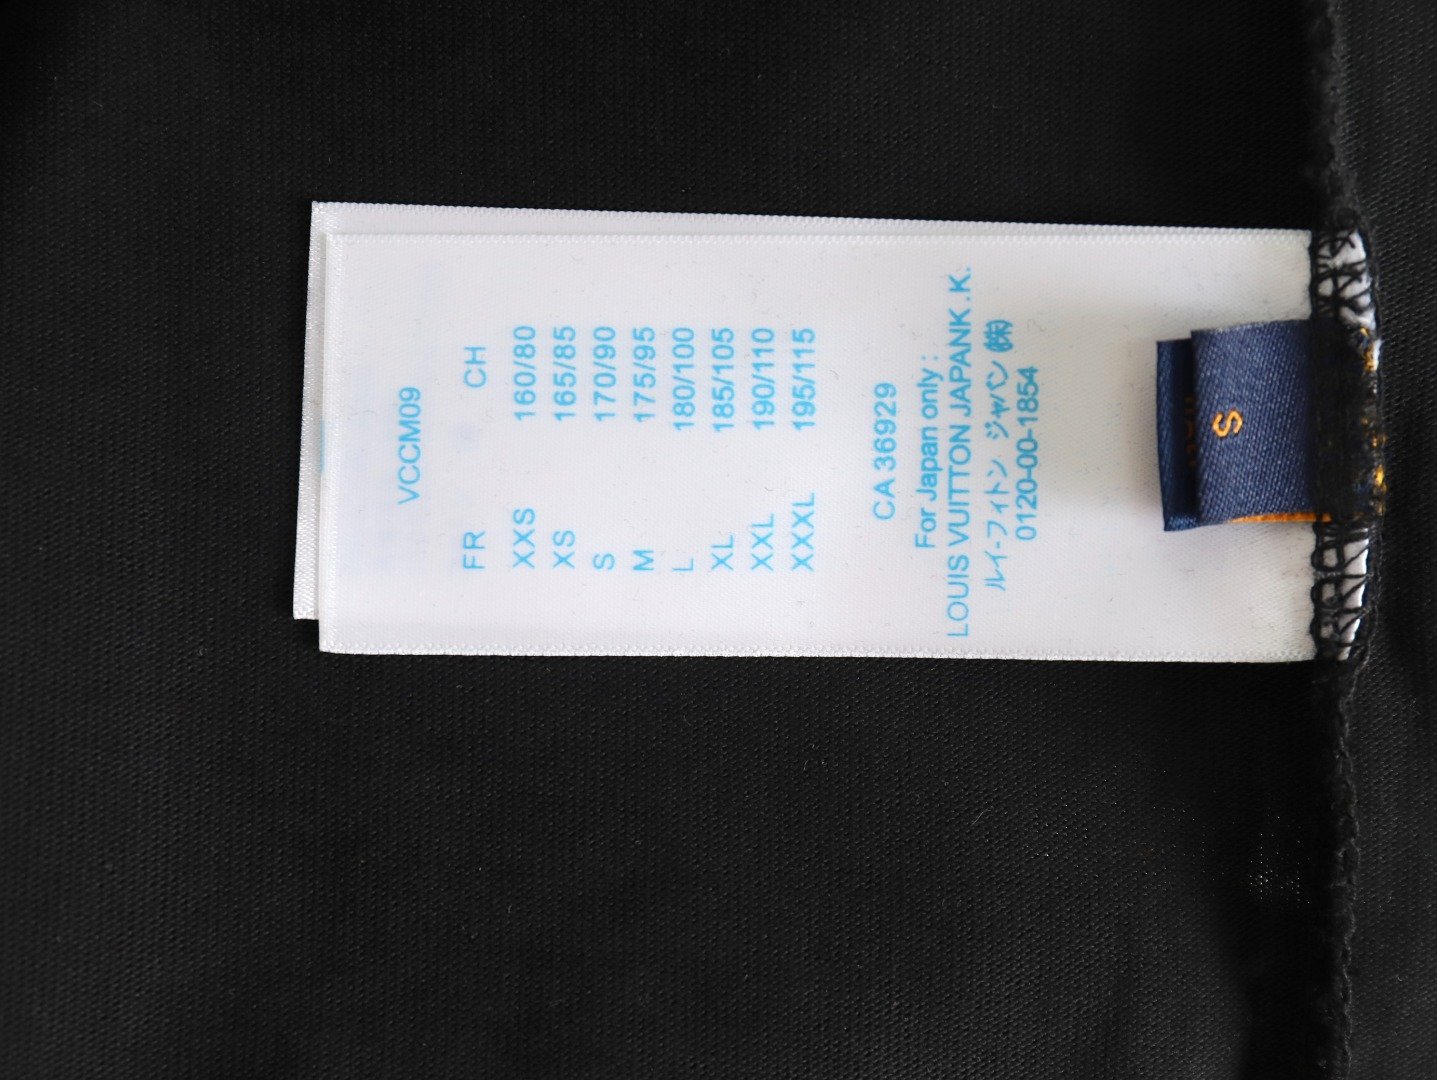 VCCM09
FR CH
XXS 160/80
XS 165/85
S 170/90
M 175/95
L 180/100
XL 185/105
XXL 190/110
XXXL 195/115
CA 36929
For Japan only :
LOUIS VUITTON JAPANK .K.
ルイ-フィトン ジャパン ㈱
0120-00-1854
S